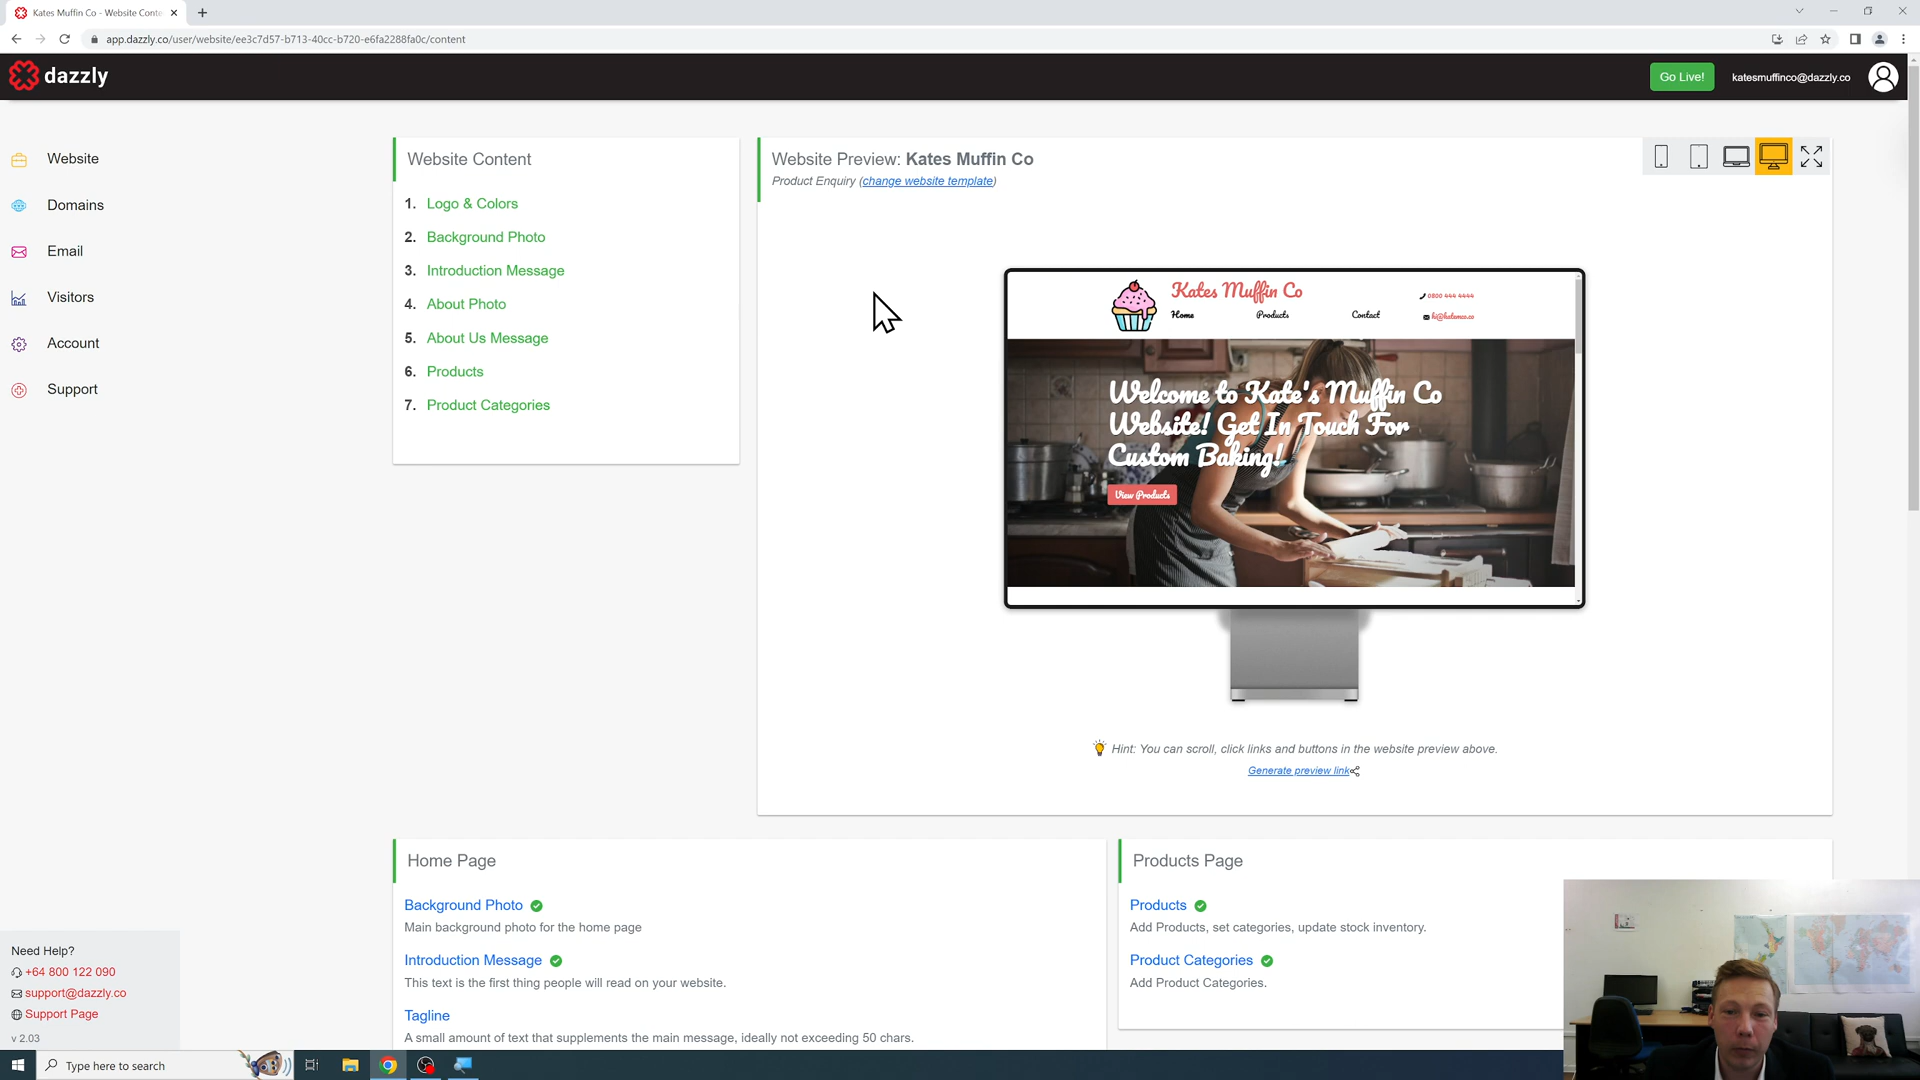 Kates Muffin Co - Website Conte
app.dazzly.co/user/website/ee3c7d57-b713-40cc-b720-e6fa2288fa0c/content
dazzly
Go Live!
katesmuffinco@dazzly.co
Website
Domains
Email
Visitors
Account
Support
Website Content
1. Logo & Colors
2. Background Photo
3. Introduction Message
4. About Photo
5. About Us Message
6. Products
7. Product Categories
Website Preview: Kates Muffin Co
Product Enquiry (change website template)
Kates Muffin Co
0800 444 4444
Home Products Contact
hi@katemco.co
Welcome to Kate's Muffin Co
Website! Get In Touch For
Custom Baking!
View Products
Hint: You can scroll, click links and buttons in the website preview above.
Generate preview link
Home Page
Background Photo
Main background photo for the home page
Introduction Message
This text is the first thing people will read on your website.
Tagline
A small amount of text that supplements the main message, ideally not exceeding 50 chars.
Products Page
Products
Add Products, set categories, update stock inventory.
Product Categories
Add Product Categories.
Need Help?
+64 800 122 090
support@dazzly.co
Support Page
v 2.03
Type here to search